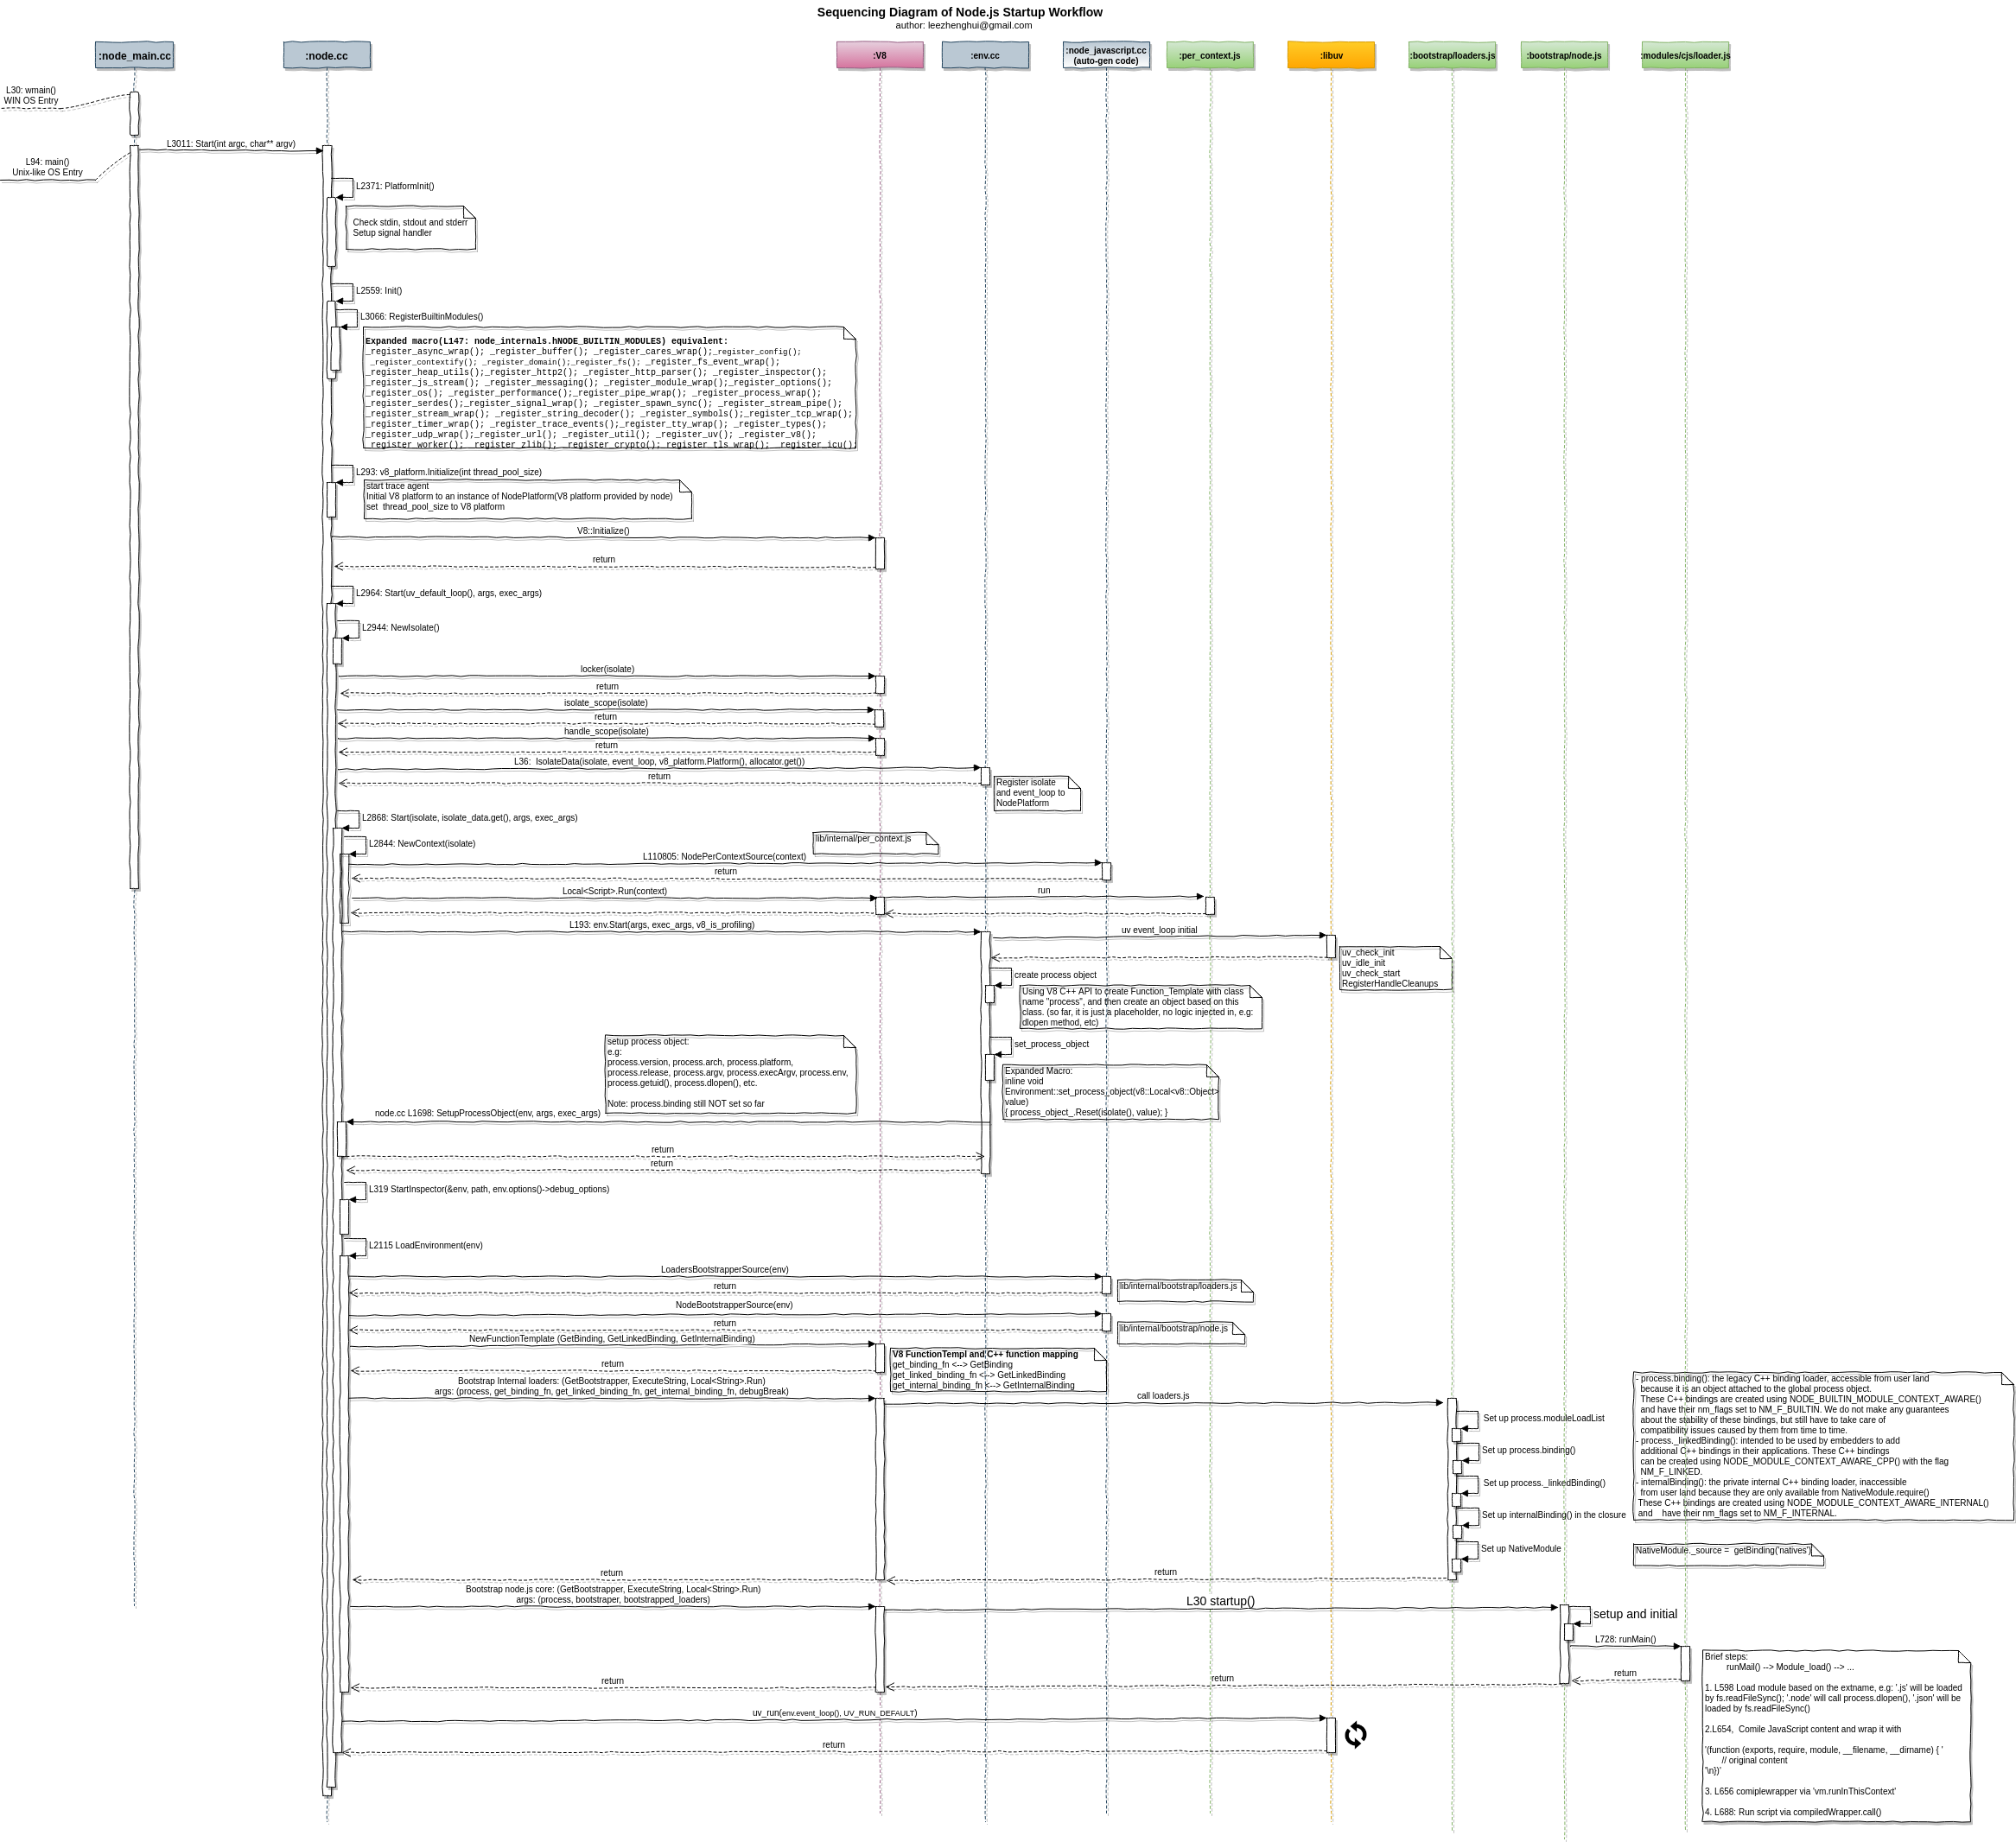 Sequencing Diagram of Node.js Startup Workflow
author: leezhenghui@gmail.com
:node_main.cc
:node.cc
:V8
:env.cc
:node_javascript.cc
(auto-gen code)
:per_context.js
:libuv
:bootstrap/loaders.js
:bootstrap/node.js
:modules/cjs/loader.js
L30: wmain()
WIN OS Entry
L3011: Start(int argc, char** argv)
L94: main()
Unix-like OS Entry
L2371: PlatformInit()
Check stdin, stdout and stderr
Setup signal handler
L2559: Init()
L3066: RegisterBuiltinModules()
Expanded macro(L147: node_internals.hNODE_BUILTIN_MODULES) equivalent:
_register_async_wrap(); _register_buffer(); _register_cares_wrap();_register_config();
_register_contextify(); _register_domain();_register_fs(); _register_fs_event_wrap();
_register_heap_utils();_register_http2(); _register_http_parser(); _register_inspector();
_register_js_stream(); _register_messaging(); _register_module_wrap();_register_options();
_register_os(); _register_performance();_register_pipe_wrap(); _register_process_wrap();
_register_serdes();_register_signal_wrap(); _register_spawn_sync(); _register_stream_pipe();
_register_stream_wrap(); _register_string_decoder(); _register_symbols();_register_tcp_wrap();
_register_timer_wrap(); _register_trace_events();_register_tty_wrap(); _register_types();
_register_udp_wrap();_register_url(); _register_util(); _register_uv(); _register_v8();
_register_worker(); _register_zlib(); _register_crypto();_register_tls_wrap(); _register_icu();
L293: v8_platform.Initialize(int thread_pool_size)
start trace agent
Initial V8 platform to an instance of NodePlatform(V8 platform provided by node)
set  thread_pool_size to V8 platform
V8::Initialize()
return
L2964: Start(uv_default_loop(), args, exec_args)
L2944: NewIsolate()
locker(isolate)
return
isolate_scope(isolate)
return
handle_scope(isolate)
return
L36:  IsolateData(isolate, event_loop, v8_platform.Platform(), allocator.get())
return
Register isolate
and event_loop to
NodePlatform
L2868: Start(isolate, isolate_data.get(), args, exec_args)
L2844: NewContext(isolate)
lib/internal/per_context.js
L110805: NodePerContextSource(context)
return
Local<Script>.Run(context)
run
L193: env.Start(args, exec_args, v8_is_profiling)
uv event_loop initial
uv_check_init
uv_idle_init
uv_check_start
RegisterHandleCleanups
create process object
Using V8 C++ API to create Function_Template with class
name "process", and then create an object based on this
class. (so far, it is just a placeholder, no logic injected in, e.g:
dlopen method, etc)
set_process_object
setup process object:
e.g:
process.version, process.arch, process.platform,
process.release, process.argv, process.execArgv, process.env,
process.getuid(), process.dlopen(), etc.
Note: process.binding still NOT set so far
Expanded Macro:
inline void
Environment::set_process_object(v8::Local<v8::Object>
value)
{ process_object_.Reset(isolate(), value); }
node.cc L1698: SetupProcessObject(env, args, exec_args)
return
return
L319 StartInspector(&env, path, env.options()->debug_options)
L2115 LoadEnvironment(env)
LoadersBootstrapperSource(env)
return
lib/internal/bootstrap/loaders.js
NodeBootstrapperSource(env)
return
lib/internal/bootstrap/node.js
NewFunctionTemplate (GetBinding, GetLinkedBinding, GetInternalBinding)
return
V8 FunctionTempl and C++ function mapping
get_binding_fn <--> GetBinding
get_linked_binding_fn <--> GetLinkedBinding
get_internal_binding_fn <---> GetInternalBinding
Bootstrap Internal loaders: (GetBootstrapper, ExecuteString, Local<String>.Run)
args: (process, get_binding_fn, get_linked_binding_fn, get_internal_binding_fn, debugBreak)
call loaders.js
Set up process.moduleLoadList
Set up process.binding()
Set up process._linkedBinding()
Set up internalBinding() in the closure
Set up NativeModule
- process.binding(): the legacy C++ binding loader, accessible from user land
because it is an object attached to the global process object.
These C++ bindings are created using NODE_BUILTIN_MODULE_CONTEXT_AWARE()
and have their nm_flags set to NM_F_BUILTIN. We do not make any guarantees
about the stability of these bindings, but still have to take care of
compatibility issues caused by them from time to time.
- process._linkedBinding(): intended to be used by embedders to add
additional C++ bindings in their applications. These C++ bindings
can be created using NODE_MODULE_CONTEXT_AWARE_CPP() with the flag
NM_F_LINKED.
- internalBinding(): the private internal C++ binding loader, inaccessible
from user land because they are only available from NativeModule.require()
These C++ bindings are created using NODE_MODULE_CONTEXT_AWARE_INTERNAL()
and    have their nm_flags set to NM_F_INTERNAL.
NativeModule._source =  getBinding('natives')
return
return
Bootstrap node.js core: (GetBootstrapper, ExecuteString, Local<String>.Run)
args: (process, bootstraper, bootstrapped_loaders)
L30 startup()
setup and initial
L728: runMain()
return
return
return
Brief steps:
runMail() --> Module_load() --> ...
1. L598 Load module based on the extname, e.g: '.js' will be loaded
by fs.readFileSync(); '.node' will call process.dlopen(), '.json' will be
loaded by fs.readFileSync()
2.L654,  Comile JavaScript content and wrap it with
'(function (exports, require, module, __filename, __dirname) { '
// original content
'\n})'
3. L656 comiplewrapper via 'vm.runInThisContext'
4. L688: Run script via compiledWrapper.call()
uv_run(env.event_loop(), UV_RUN_DEFAULT)
return